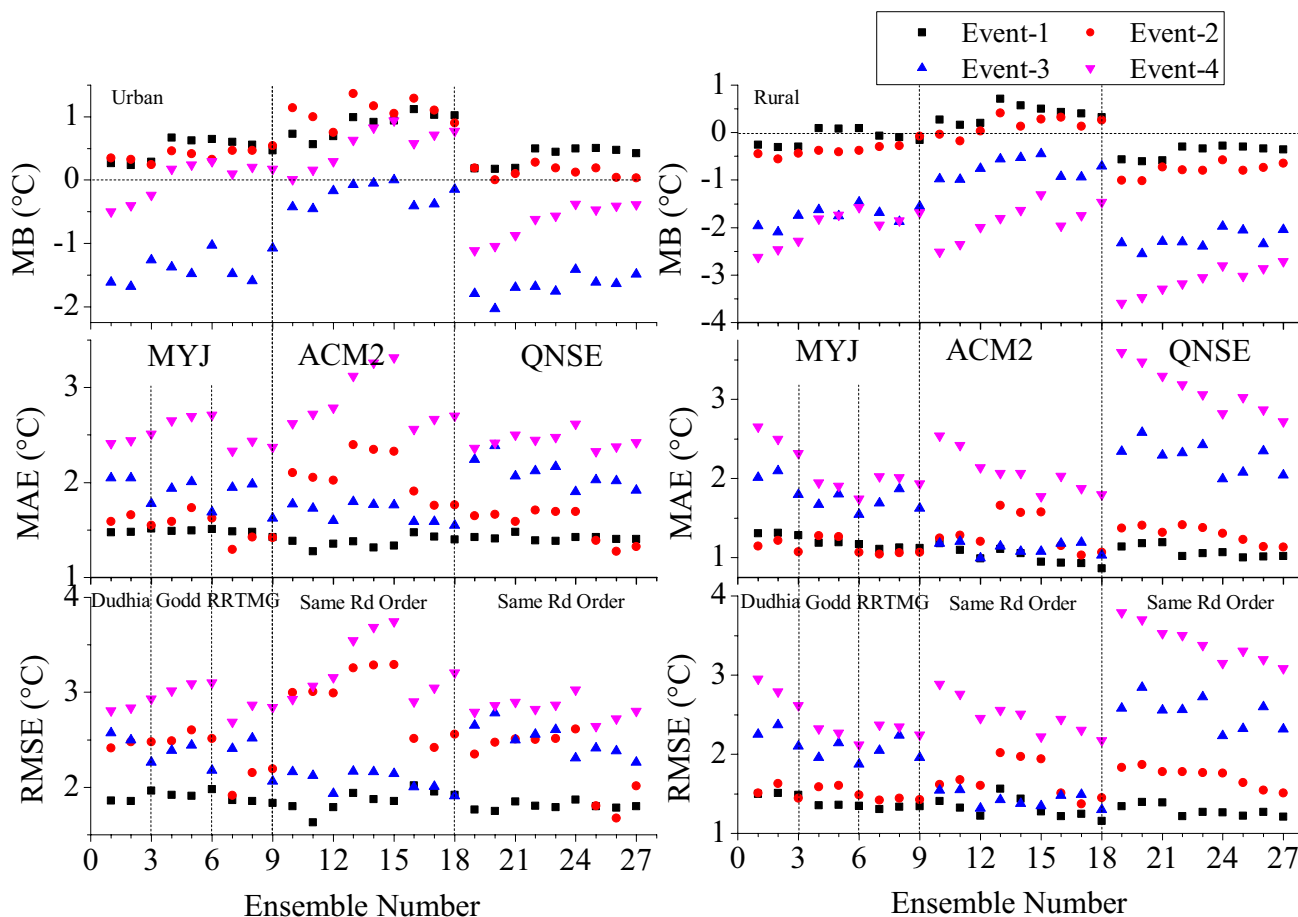 Event-1 Event-2
Event-3 Event-4
Urban
Rural
MB (°C)
1
0
-1
-2
MB (°C)
1
0
-1
-2
-3
-4
MYJ ACM2 QNSE
MYJ ACM2 QNSE
MAE (°C)
3
2
1
MAE (°C)
3
2
1
Dudhia Godd RRTMG Same Rd Order Same Rd Order
Dudhia Godd RRTMG Same Rd Order Same Rd Order
RMSE (°C)
4
3
2
RMSE (°C)
4
3
2
1
0 3 6 9 12 15 18 21 24 27
0 3 6 9 12 15 18 21 24 27
Ensemble Number
Ensemble Number